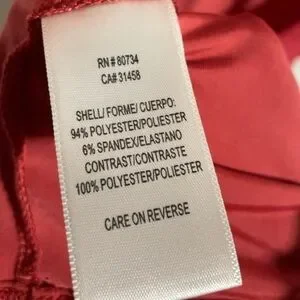 RN # 80734
CA# 31458
SHELL/ FORME/ CUERPO:
94% POLYESTER/POLIESTER
6% SPANDEX/ELASTANO
CONTRAST/CONTRASTE
100% POLYESTER/POLIESTER
CARE ON REVERSE